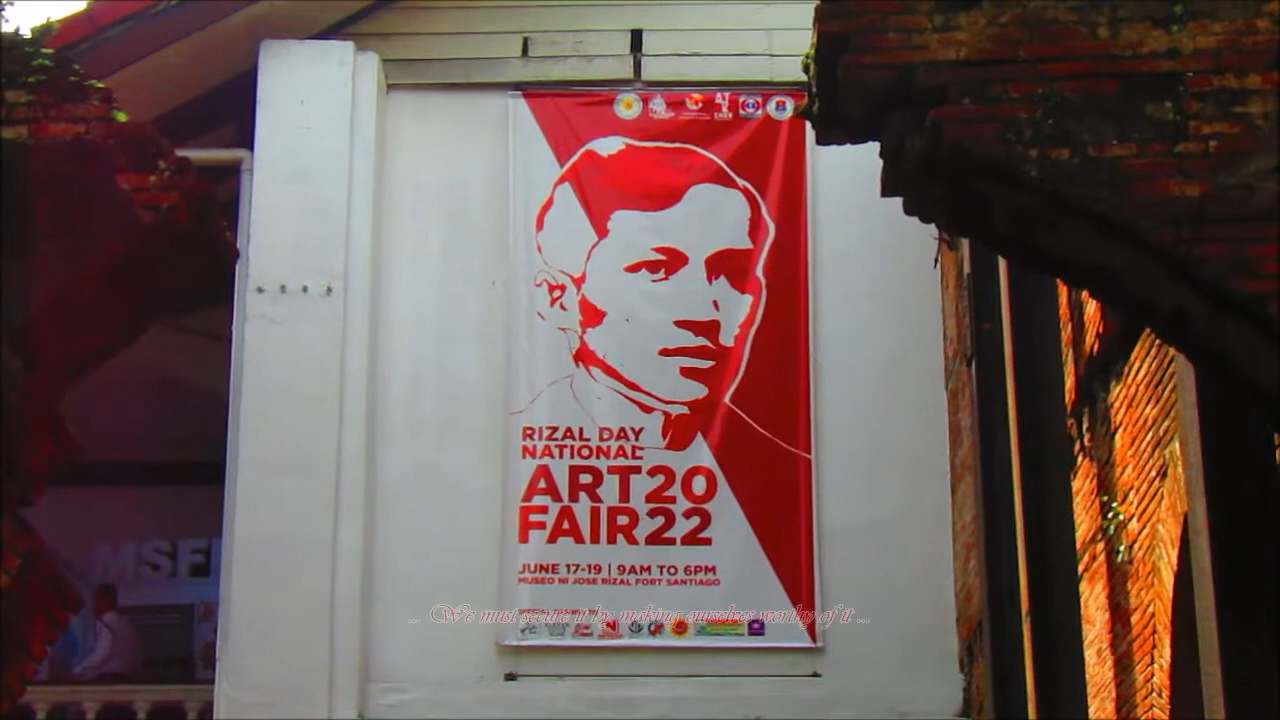 RIZAL DAY
NATIONAL
ART20
FAIR22
JUNE 17-19 | 9AM TO 6PM
MUSEO NI JOSE RIZAL FORT SANTIAGO
... We must secure it by making ourselves worthy of it ...
MSF